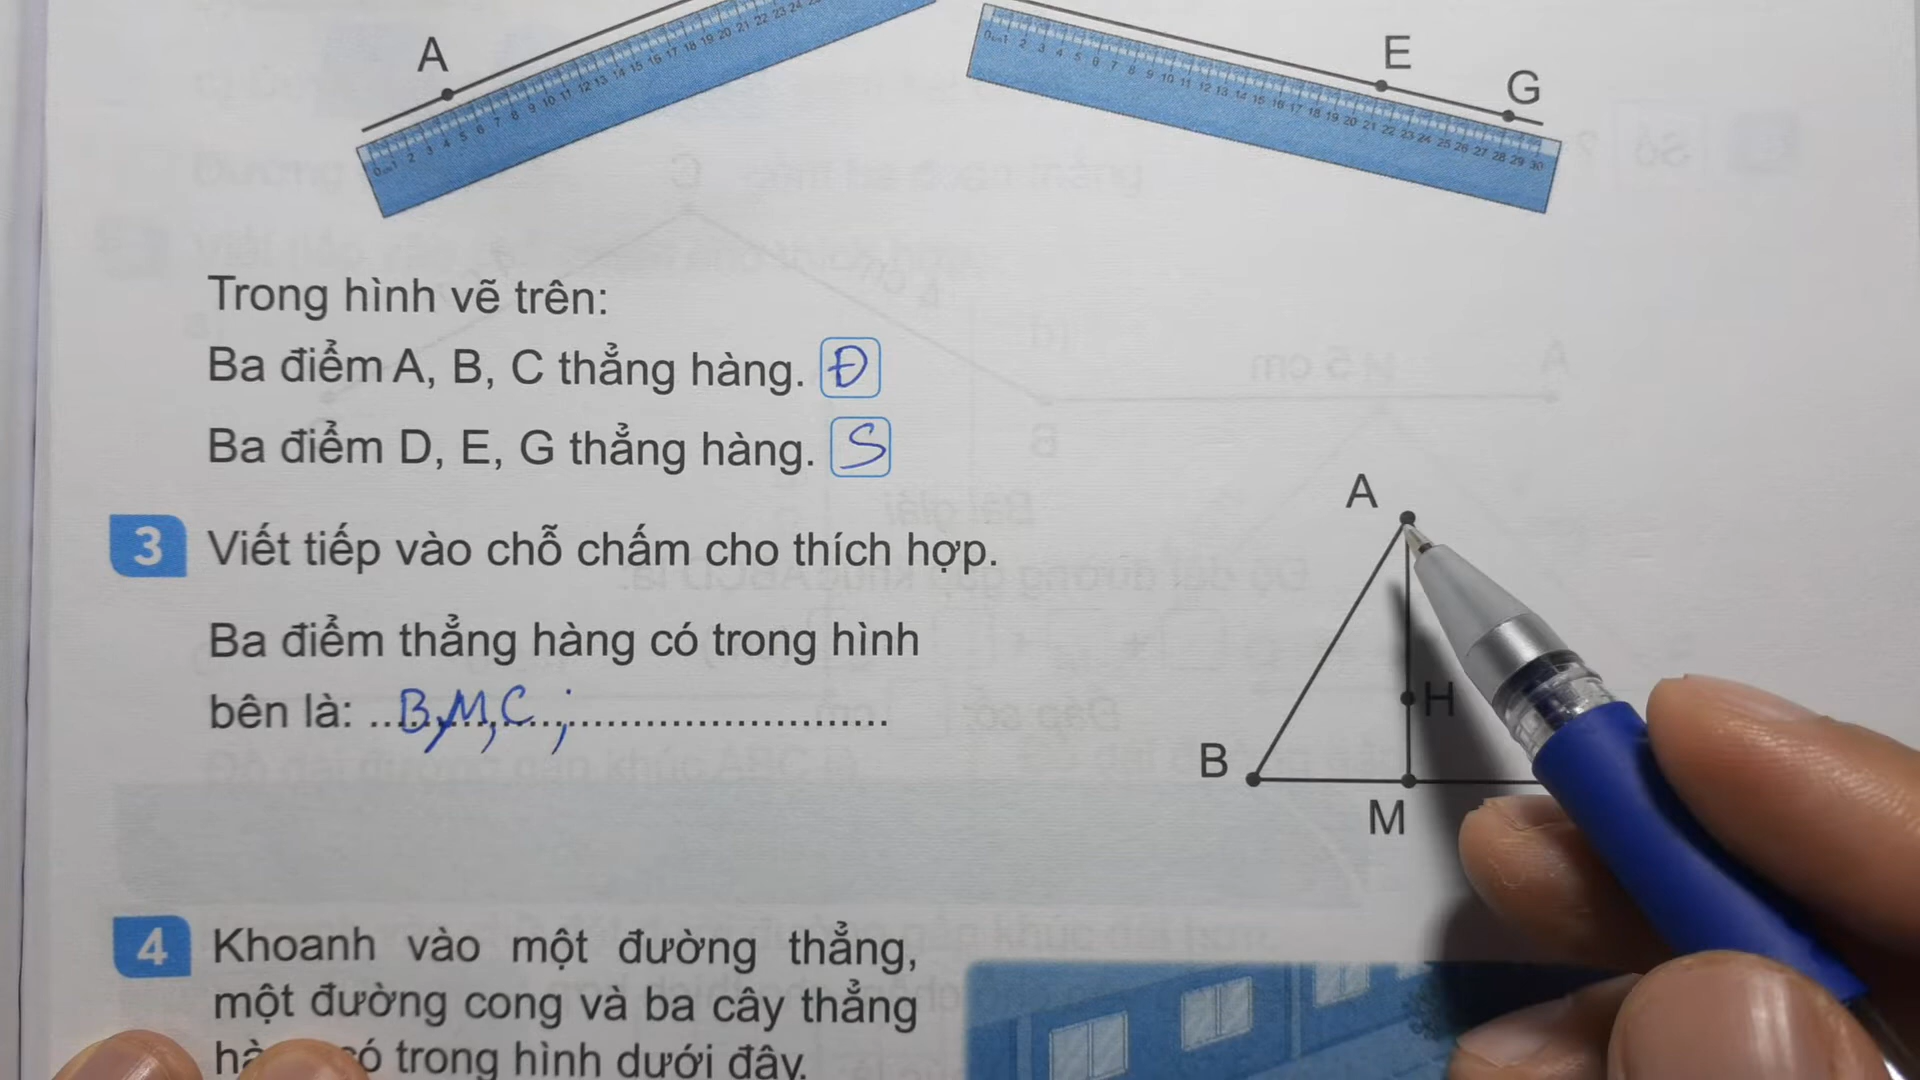 A
E
G
Trong hình vẽ trên:
Ba điểm A, B, C thẳng hàng. Đ
Ba điểm D, E, G thẳng hàng. S
3 Viết tiếp vào chỗ chấm cho thích hợp.
Ba điểm thẳng hàng có trong hình
bên là: B,M,C ;
A
H
B
M
4 Khoanh vào một đường thẳng,
một đường cong và ba cây thẳng
có trong hình dưới đây.